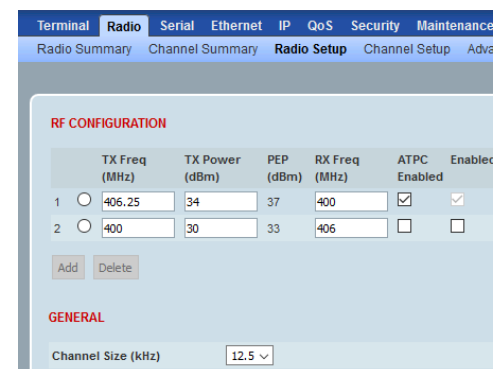 Terminal Radio Serial Ethernet IP QoS Security Maintenance
Radio Summary Channel Summary Radio Setup Channel Setup
RF CONFIGURATION
TX Freq (MHz) TX Power (dBm) PEP (dBm) RX Freq (MHz) ATPC Enabled Enabled
1 406.25 34 37 400
2 400 30 33 406
Add Delete
GENERAL
Channel Size (kHz) 12.5